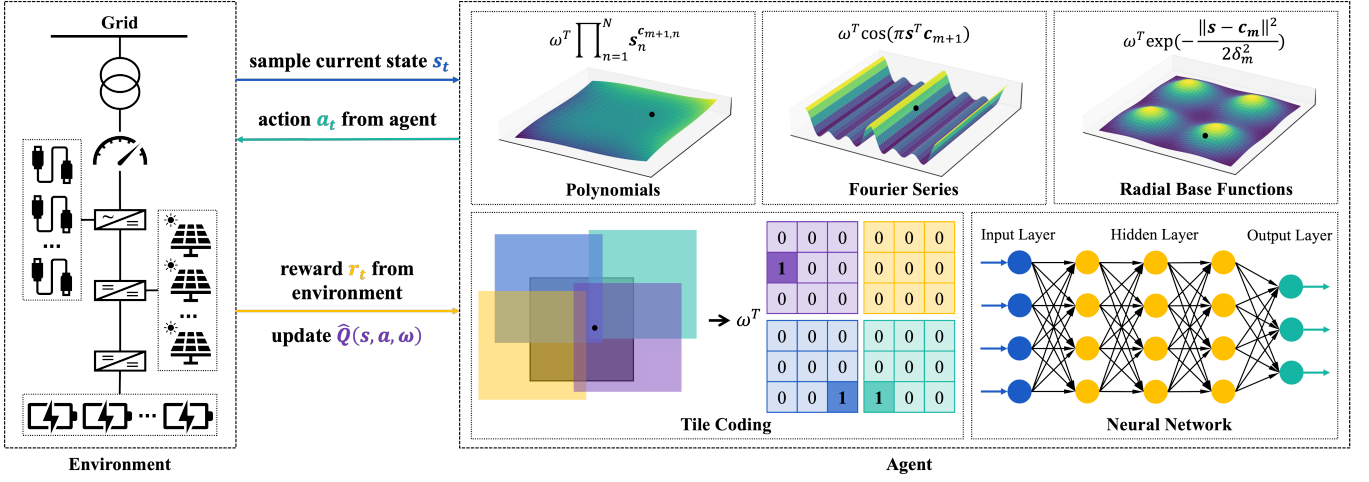 Grid
...
...
...
Environment
sample current state s_t
action a_t from agent
reward r_t from
environment
update Q̂(s, a, ω)
ω^T ∏_{n=1}^{N} s_n^{c_{m+1,n}}
Polynomials
ω^T cos(πs^T c_{m+1})
Fourier Series
ω^T exp(-‖s - c_m‖² / 2δ_m²)
Radial Base Functions
ω^T
0 0 0 0 0 0
1 0 0 0 0 0
0 0 0 0 0 0
0 0 0 0 0 0
0 0 0 0 0 0
0 0 1 1 0 0
Tile Coding
Input Layer Hidden Layer Output Layer
Neural Network
Agent